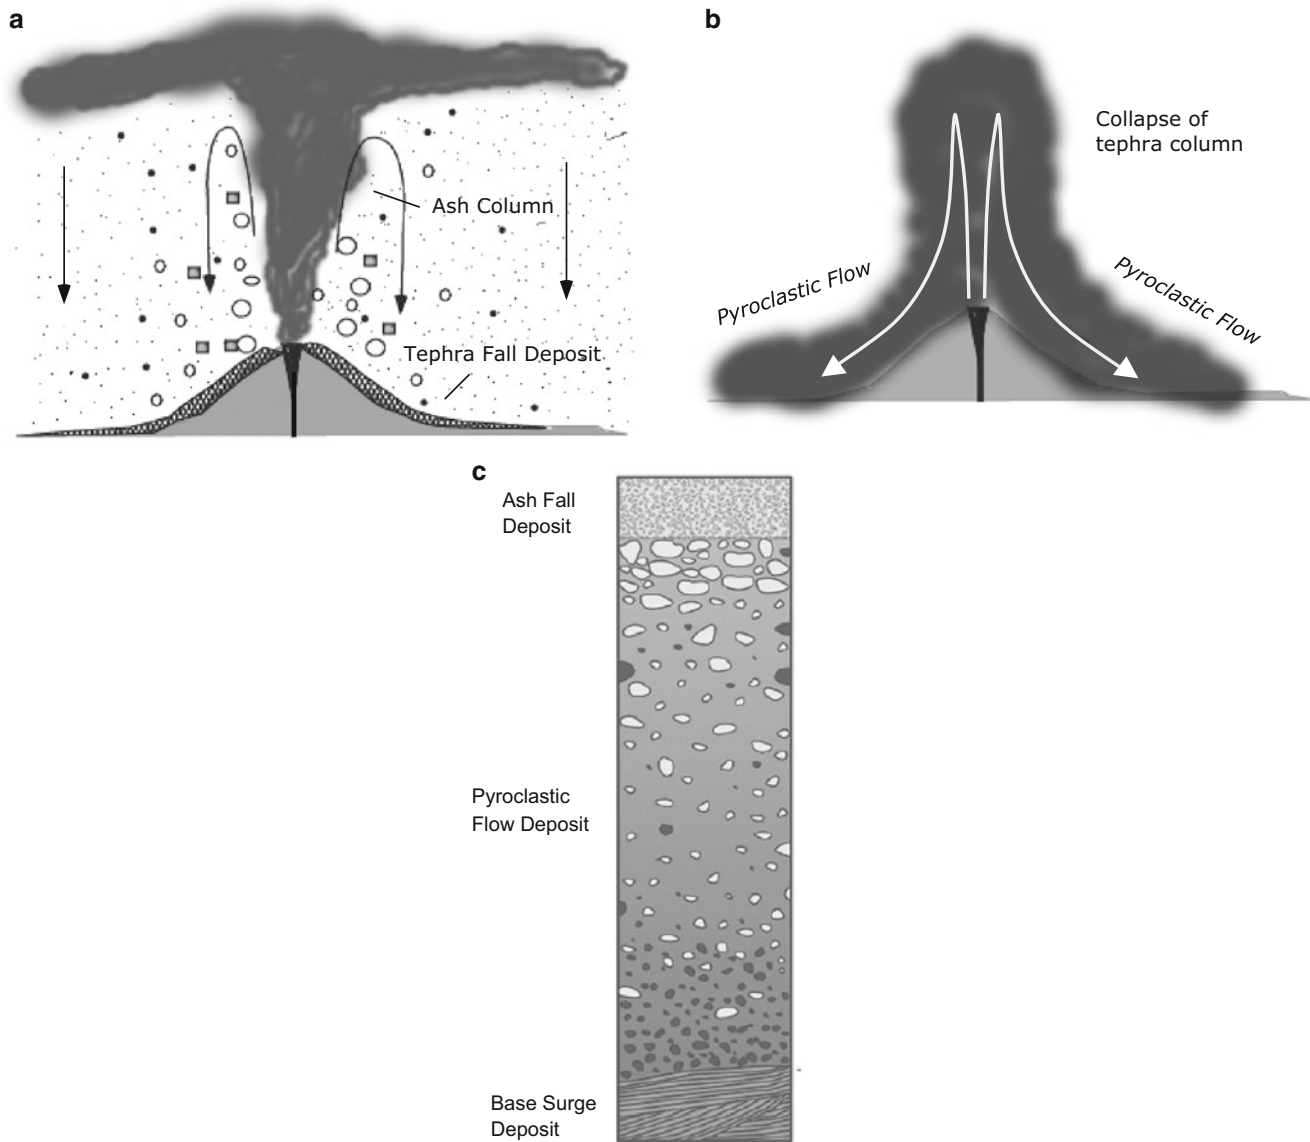 a
Ash Column
Tephra Fall Deposit
b
Collapse of
tephra column
Pyroclastic Flow
Pyroclastic Flow
c
Ash Fall
Deposit
Pyroclastic
Flow Deposit
Base Surge
Deposit